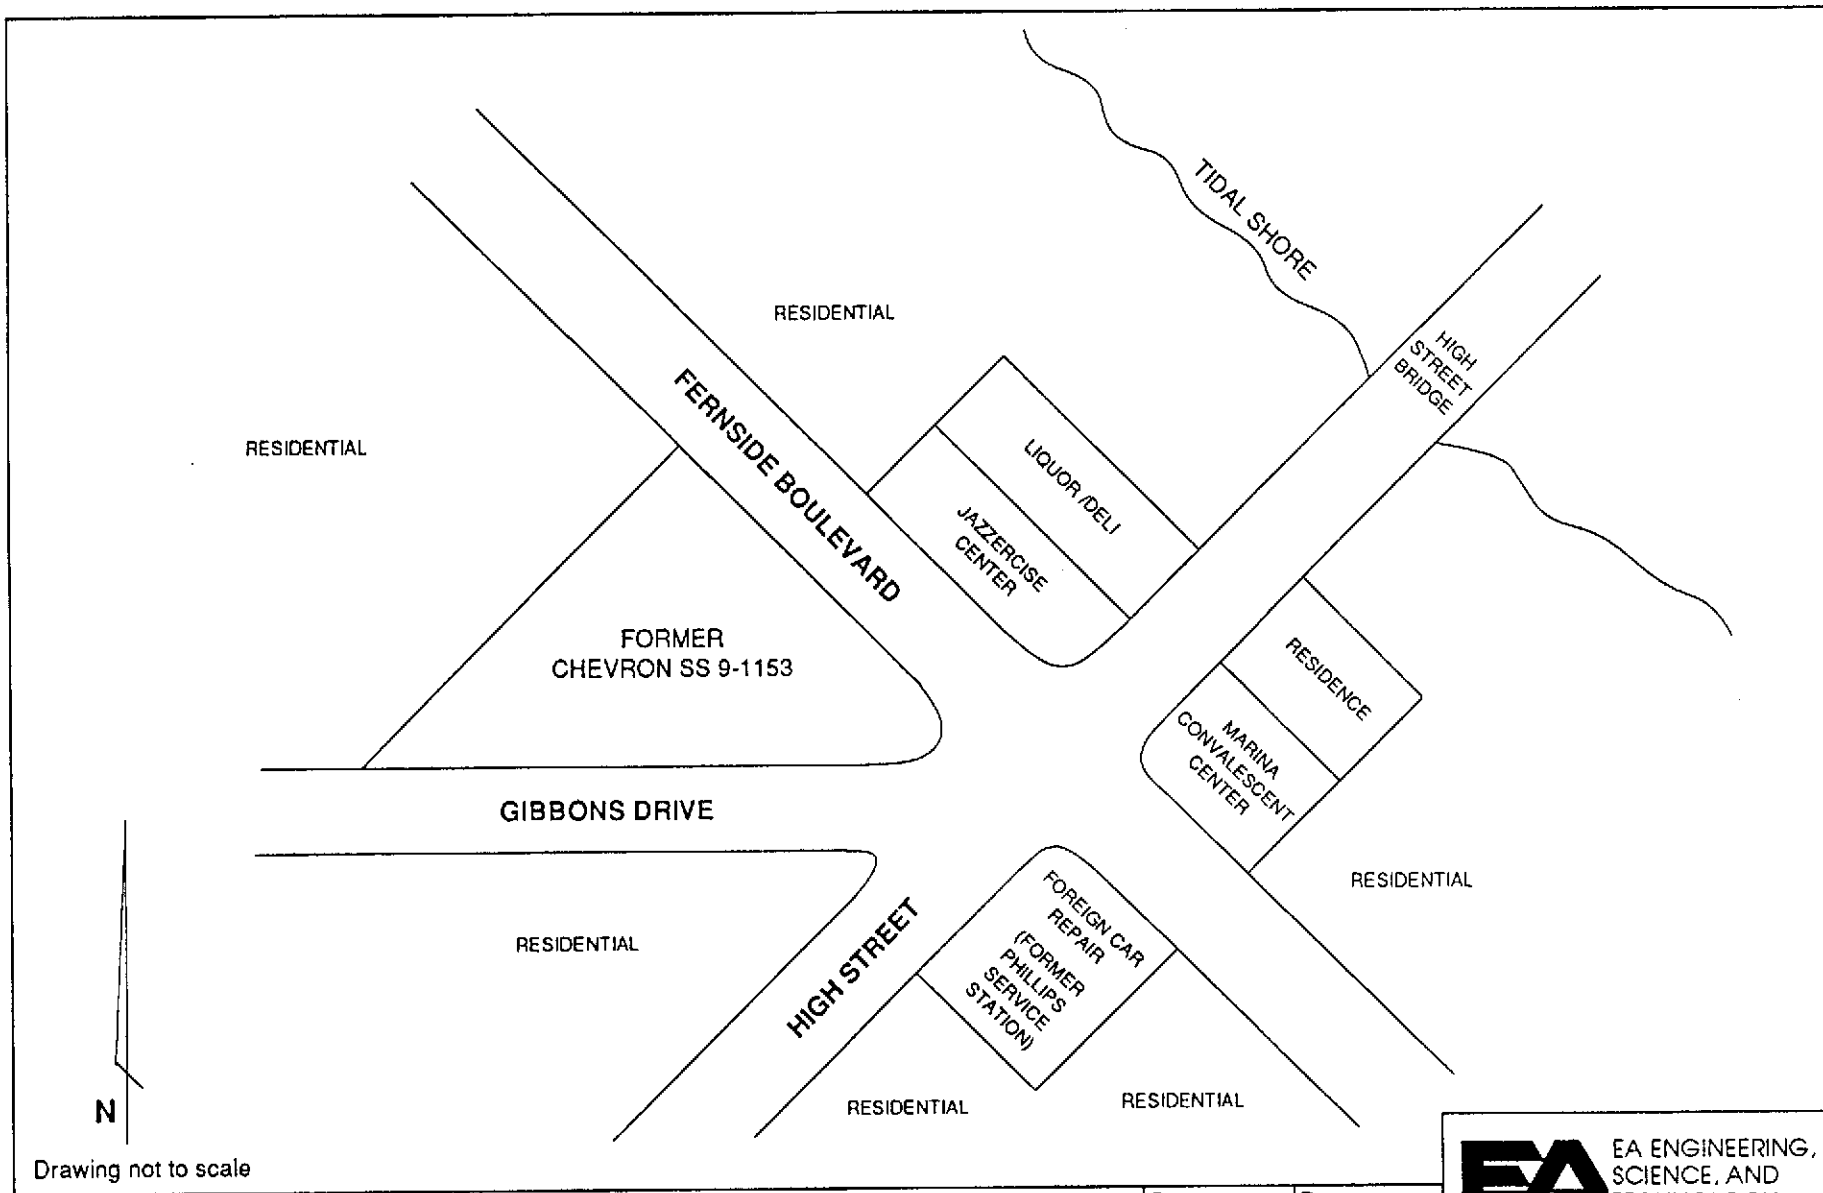 TIDAL SHORE
RESIDENTIAL
HIGH
STREET
BRIDGE
FERNSIDE BOULEVARD
RESIDENTIAL
LIQUOR/DELI
JAZZERCISE
CENTER
FORMER
CHEVRON SS 9-1153
RESIDENCE
MARINA
CONVALESCENT
CENTER
GIBBONS DRIVE
RESIDENTIAL
FOREIGN CAR
REPAIR
(FORMER
PHILLIPS
SERVICE
STATION)
RESIDENTIAL
HIGH STREET
RESIDENTIAL
RESIDENTIAL
N
Drawing not to scale
EA
EA ENGINEERING,
SCIENCE, AND